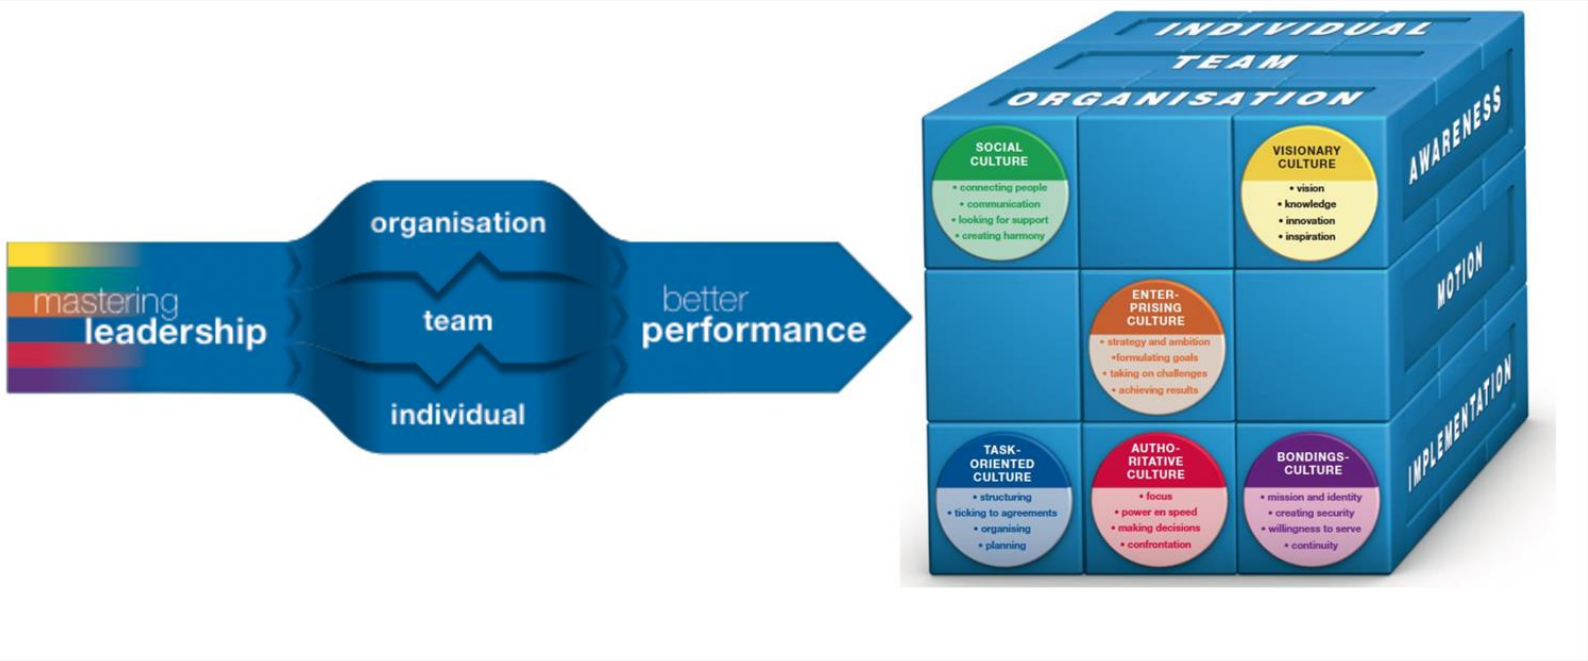 mastering
leadership
organisation
team
individual
better
performance
INDIVIDUAL
TEAM
ORGANISATION
AWARENESS
MOTION
IMPLEMENTATION
SOCIAL
CULTURE
• connecting people
• communication
• looking for support
• creating harmony
VISIONARY
CULTURE
• vision
• knowledge
• innovation
• inspiration
ENTER-
PRISING
CULTURE
• strategy and ambition
•formulating goals
• taking on challenges
• achieving results
TASK-
ORIENTED
CULTURE
• structuring
• ticking to agreements
• organising
• planning
AUTHO-
RITATIVE
CULTURE
• focus
• power en speed
• making decisions
• confrontation
BONDINGS-
CULTURE
• mission and identity
• creating security
• willingness to serve
• continuity